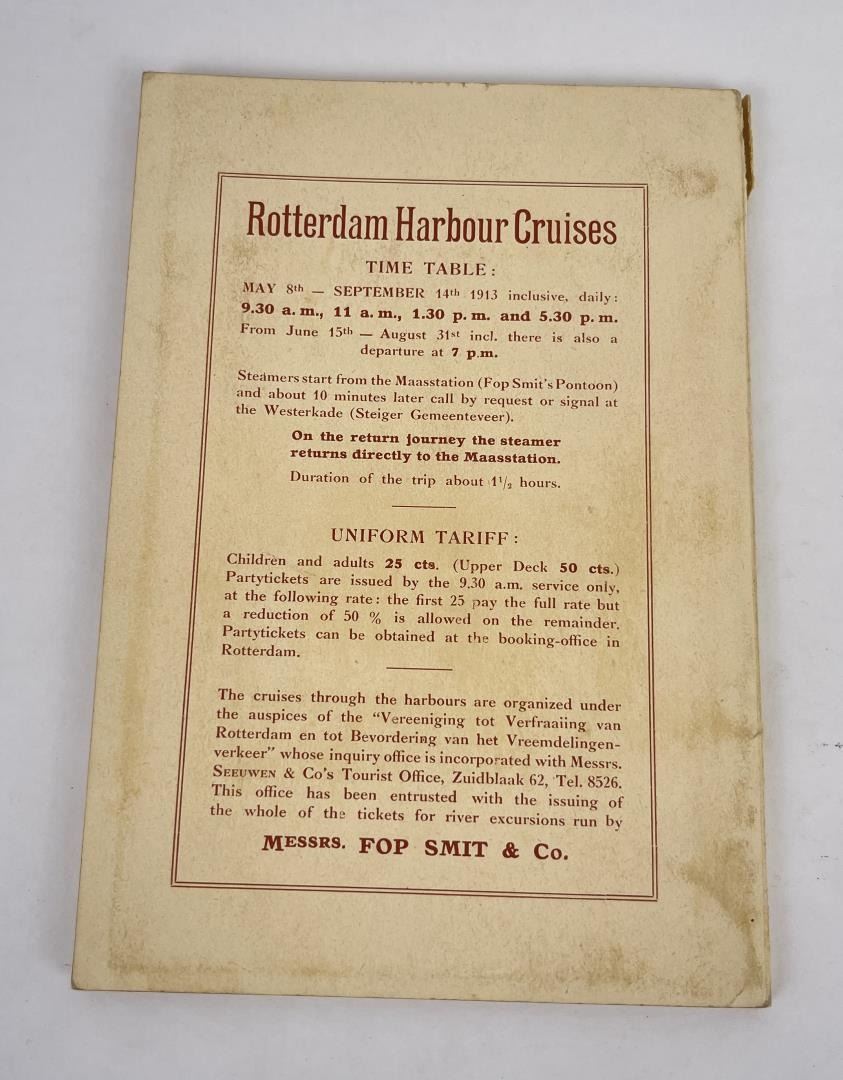 Rotterdam Harbour Cruises
TIME TABLE:
MAY 8th — SEPTEMBER 14th 1913 inclusive, daily:
9.30 a. m., 11 a. m., 1.30 p. m. and 5.30 p. m.
From June 15th — August 31st incl. there is also a
departure at 7 p.m.
Steamers start from the Maasstation (Fop Smit's Pontoon)
and about 10 minutes later call by request or signal at
the Westerkade (Steiger Gemeenteveer).
On the return journey the steamer
returns directly to the Maasstation.
Duration of the trip about 1 1/2 hours.
UNIFORM TARIFF:
Children and adults 25 cts. (Upper Deck 50 cts.)
Partytickets are issued by the 9.30 a.m. service only,
at the following rate: the first 25 pay the full rate but
a reduction of 50 % is allowed on the remainder.
Partytickets can be obtained at the booking-office in
Rotterdam.
The cruises through the harbours are organized under
the auspices of the "Vereeniging tot Verfraaiing van
Rotterdam en tot Bevordering van het Vreemdelingen-
verkeer" whose inquiry office is incorporated with Messrs.
SEEUWEN & Co's Tourist Office, Zuidblaak 62, Tel. 8526.
This office has been entrusted with the issuing of
the whole of the tickets for river excursions run by
MESSRS. FOP SMIT & Co.